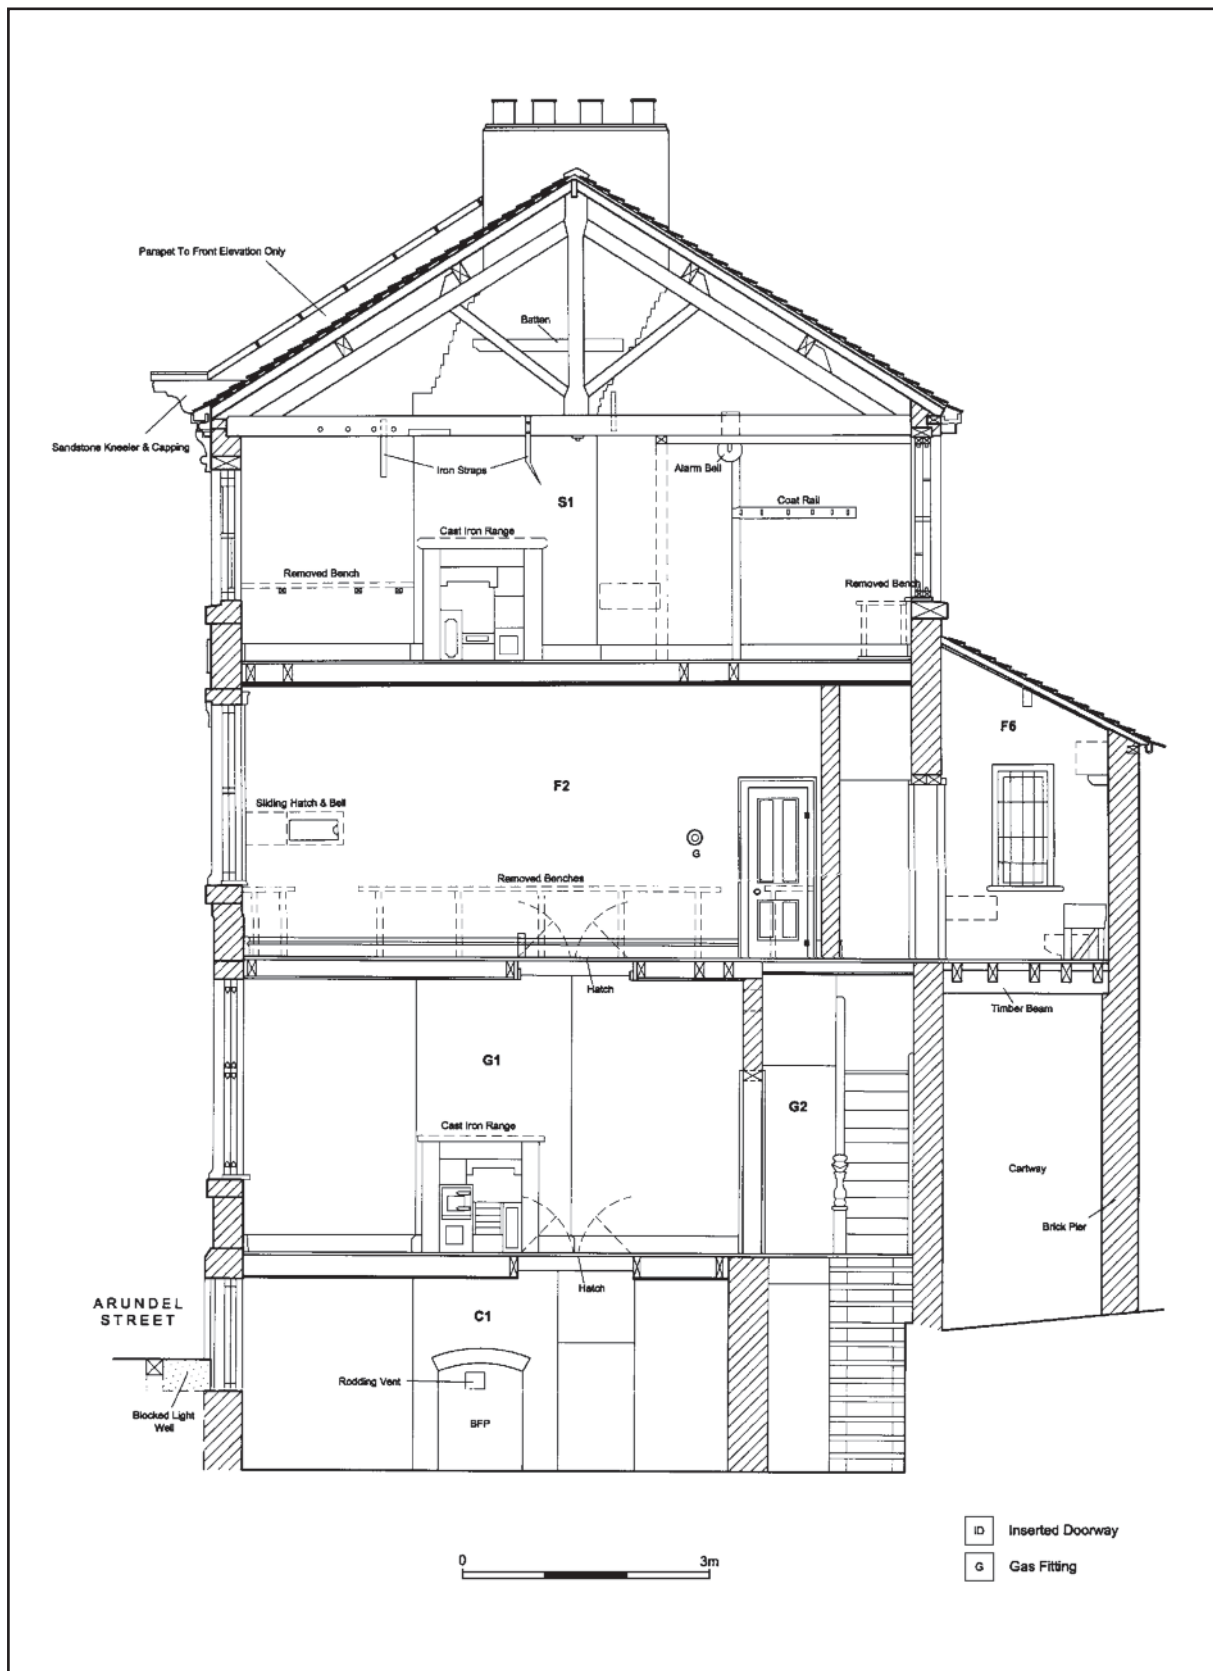 Parapet To Front Elevation Only
Batten
Sandstone Kneeler & Capping
Iron Straps
Alarm Bell
S1
Coat Rail
Cast Iron Range
Removed Bench
Removed Bench
F6
F2
Sliding Hatch & Bell
G
Removed Benches
Hatch
Timber Beam
G1
G2
Cast Iron Range
Cartway
Brick Pier
Hatch
ARUNDEL
STREET
C1
Rodding Vent
Blocked Light
Well
BFP
ID Inserted Doorway
G Gas Fitting
0 3m